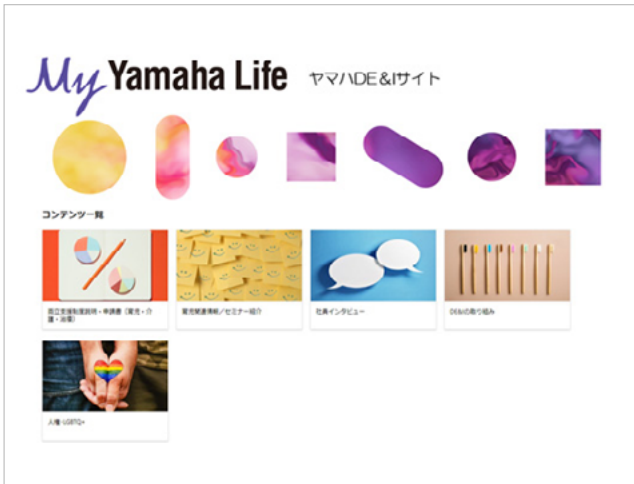 My Yamaha Life ヤマハDE&Iサイト
コンテンツ一覧
両立支援制度説明・申請書（育児・介
護・治療）
育児関連情報／セミナー紹介
社員インタビュー
DE&Iの取り組み
人権・LGBTQ+